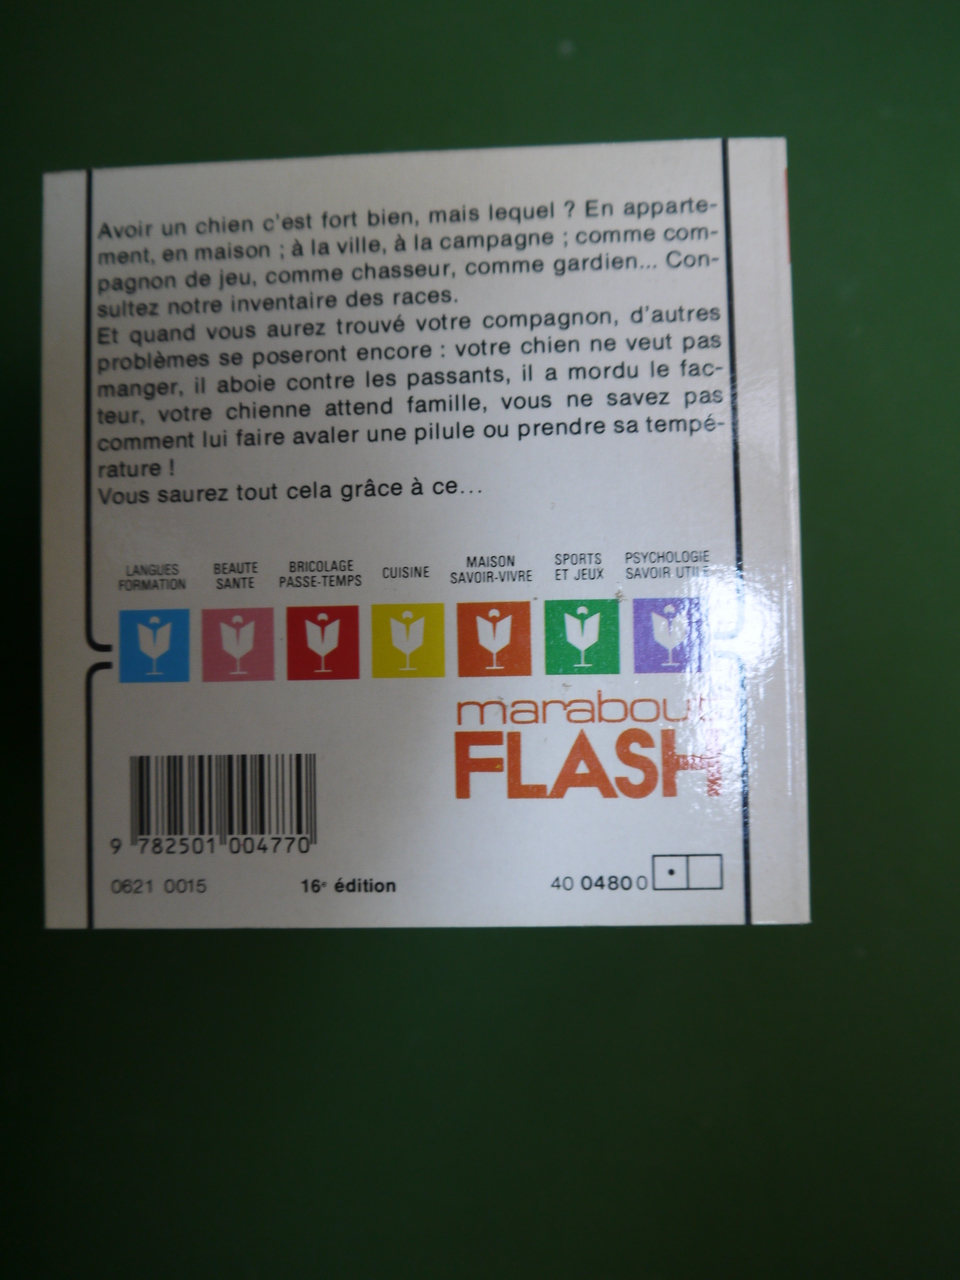 Avoir un chien c'est fort bien, mais lequel ? En apparte-
ment, en maison ; à la ville, à la campagne ; comme com-
pagnon de jeu, comme chasseur, comme gardien... Con-
sultez notre inventaire des races.
Et quand vous aurez trouvé votre compagnon, d'autres
problèmes se poseront encore : votre chien ne veut pas
manger, il aboie contre les passants, il a mordu le fac-
teur, votre chienne attend famille, vous ne savez pas
comment lui faire avaler une pilule ou prendre sa tempé-
rature !
Vous saurez tout cela grâce à ce...
LANGUES
FORMATION
BEAUTE
SANTE
BRICOLAGE
PASSE-TEMPS
CUISINE
MAISON
SAVOIR-VIVRE
SPORTS
ET JEUX
PSYCHOLOGIE
SAVOIR UTILE
marabout
FLASH
9 782501 004770
0621 0015
16e édition
40 0480 0